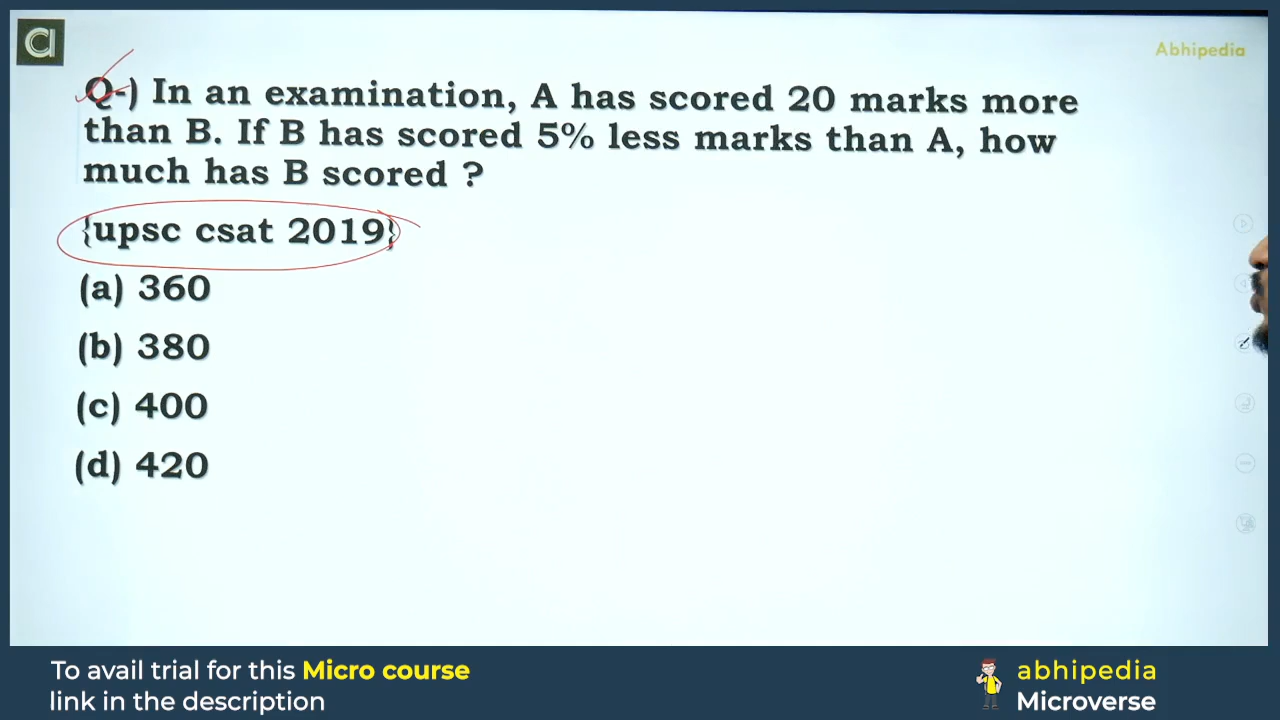 Abhipedia
Q-) In an examination, A has scored 20 marks more
than B. If B has scored 5% less marks than A, how
much has B scored ?
{upsc csat 2019}
(a) 360
(b) 380
(c) 400
(d) 420
To avail trial for this Micro course
link in the description
abhipedia
Microverse